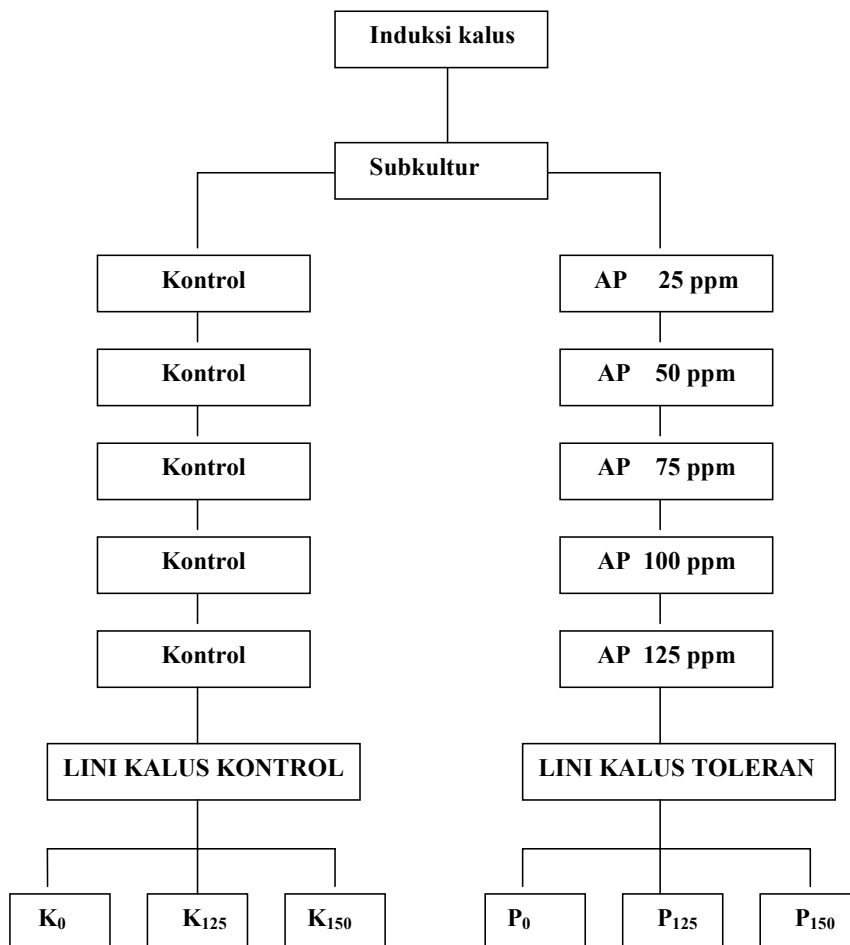 Induksi kalus
Subkultur
Kontrol
AP 25 ppm
Kontrol
AP 50 ppm
Kontrol
AP 75 ppm
Kontrol
AP 100 ppm
Kontrol
AP 125 ppm
LINI KALUS KONTROL
LINI KALUS TOLERAN
K₀
K₁₂₅
K₁₅₀
P₀
P₁₂₅
P₁₅₀